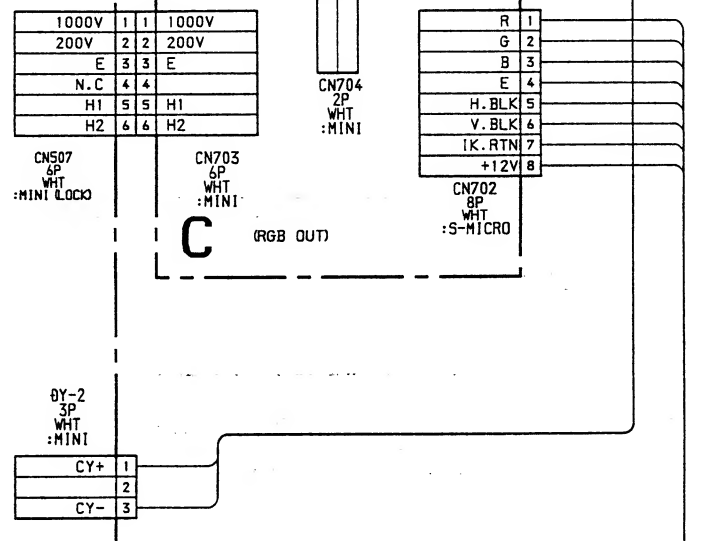 1000V 1 1 1000V
200V 2 2 200V
E 3 3 E
N.C 4 4
H1 5 5 H1
H2 6 6 H2
CN507
6P
WHT
:MINI (LOCK)
CN703
6P
WHT
:MINI
CN704
2P
WHT
:MINI
R 1
G 2
B 3
E 4
H.BLK 5
V.BLK 6
IK.RTN 7
+12V 8
CN702
8P
WHT
:S-MICRO
C (RGB OUT)
DY-2
3P
WHT
:MINI
CY+ 1
2
CY- 3